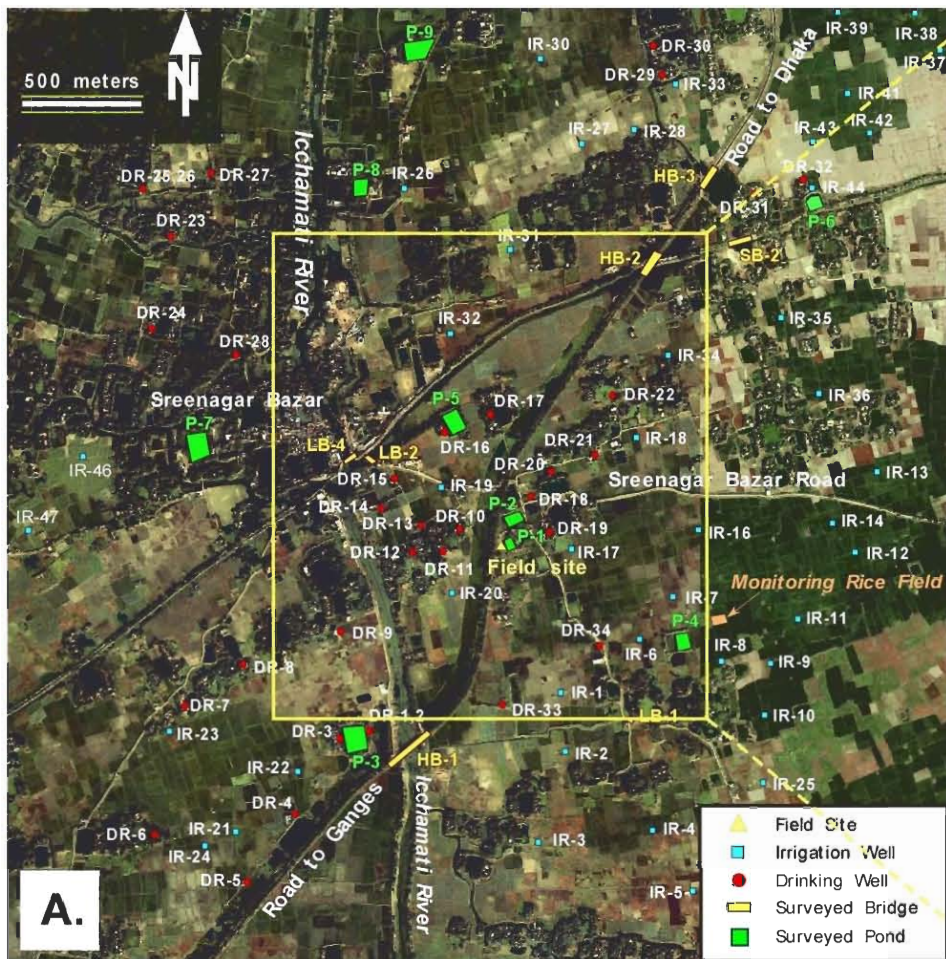 P-9
IR-30
DR-30
IR-39
IR-38
IR-37
500 meters
N
DR-29
IR-33
Road to Dhaka
IR-41
IR-27
IR-28
IR-43
IR-42
Icchamati River
DR-25,26
DR-27
P-8
IR-26
HB-3
DR-32
IR-44
DR-31
P-6
DR-23
IR-31
HB-2
SB-2
DR-24
IR-32
IR-35
DR-28
IR-34
Sreenagar Bazar
P-7
P-5
DR-17
DR-22
IR-36
DR-16
DR-21
IR-18
IR-46
LB-4
LB-2
DR-20
IR-13
DR-15
IR-19
DR-18
Sreenagar Bazar Road
IR-47
DR-14
DR-13
DR-10
P-2
DR-19
IR-16
IR-14
P-1
DR-12
DR-11
Field site
IR-17
IR-12
IR-20
IR-7
Monitoring Rice Field
IR-11
DR-9
DR-34
P-4
IR-6
IR-8
IR-9
DR-8
DR-7
IR-1
DR-33
LB-1
IR-10
IR-23
DR-3
DR-1,2
P-3
HB-1
IR-2
IR-22
IR-25
DR-4
Road to Ganges
Icchamati River
DR-6
IR-21
IR-24
IR-3
IR-4
DR-5
IR-5
A.
Field Site
Irrigation Well
Drinking Well
Surveyed Bridge
Surveyed Pond